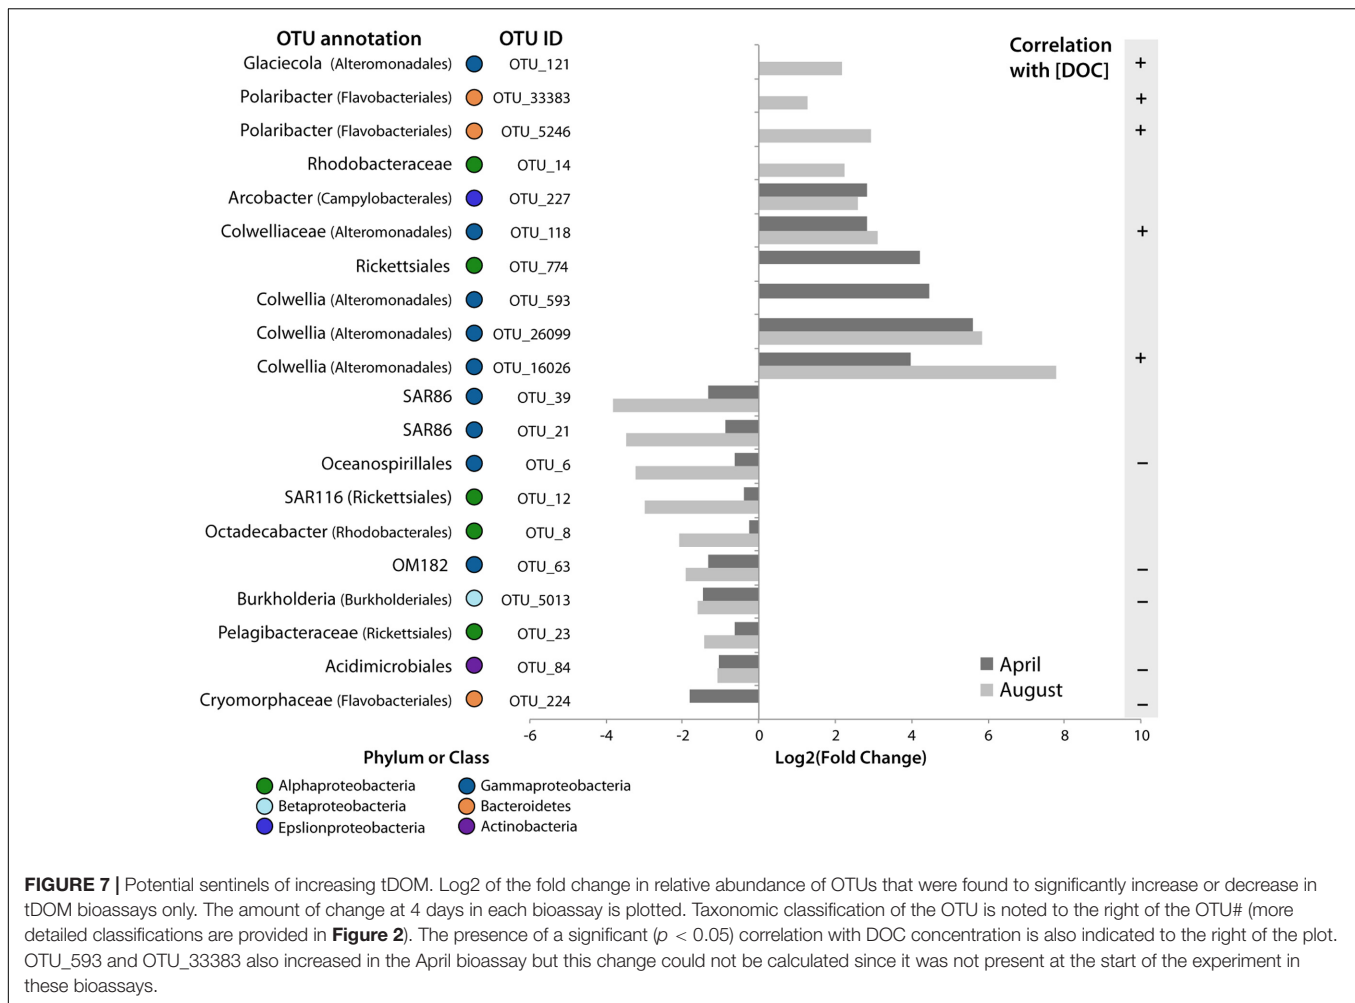 OTU annotation OTU ID Correlation with [DOC]
Glaciecola (Alteromonadales) OTU_121 +
Polaribacter (Flavobacteriales) OTU_33383 +
Polaribacter (Flavobacteriales) OTU_5246 +
Rhodobacteraceae OTU_14
Arcobacter (Campylobacterales) OTU_227
Colwelliaceae (Alteromonadales) OTU_118 +
Rickettsiales OTU_774
Colwellia (Alteromonadales) OTU_593
Colwellia (Alteromonadales) OTU_26099
Colwellia (Alteromonadales) OTU_16026 +
SAR86 OTU_39
SAR86 OTU_21
Oceanospirillales OTU_6 –
SAR116 (Rickettsiales) OTU_12
Octadecabacter (Rhodobacterales) OTU_8
OM182 OTU_63 –
Burkholderia (Burkholderiales) OTU_5013 –
Pelagibacteraceae (Rickettsiales) OTU_23
Acidimicrobiales OTU_84 –
Cryomorphaceae (Flavobacteriales) OTU_224 –
April
August
-6 -4 -2 0 2 4 6 8 10
Log2(Fold Change)
Phylum or Class
Alphaproteobacteria Gammaproteobacteria
Betaproteobacteria Bacteroidetes
Epslionproteobacteria Actinobacteria
FIGURE 7 | Potential sentinels of increasing tDOM. Log2 of the fold change in relative abundance of OTUs that were found to significantly increase or decrease in
tDOM bioassays only. The amount of change at 4 days in each bioassay is plotted. Taxonomic classification of the OTU is noted to the right of the OTU# (more
detailed classifications are provided in Figure 2). The presence of a significant (p < 0.05) correlation with DOC concentration is also indicated to the right of the plot.
OTU_593 and OTU_33383 also increased in the April bioassay but this change could not be calculated since it was not present at the start of the experiment in
these bioassays.